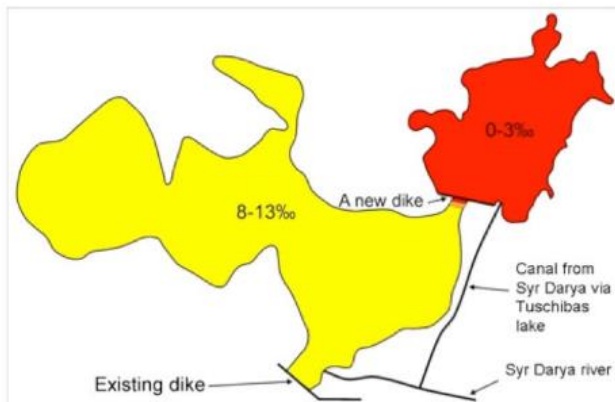 0-3‰
8-13‰
A new dike
Canal from
Syr Darya via
Tuschibas
lake
Syr Darya river
Existing dike